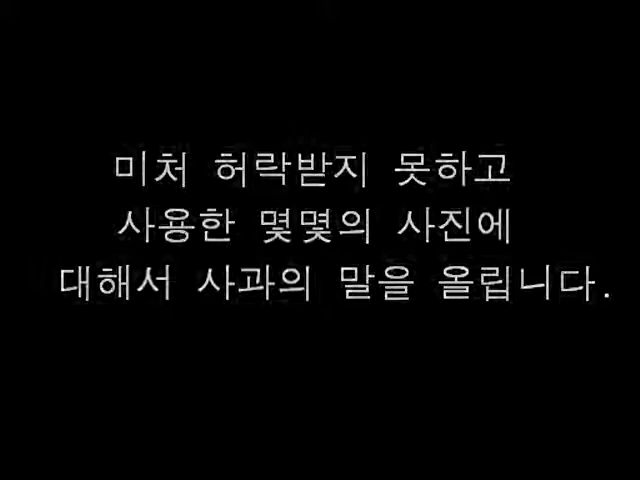 미처 허락받지 못하고
사용한 몇몇의 사진에
대해서 사과의 말을 올립니다.